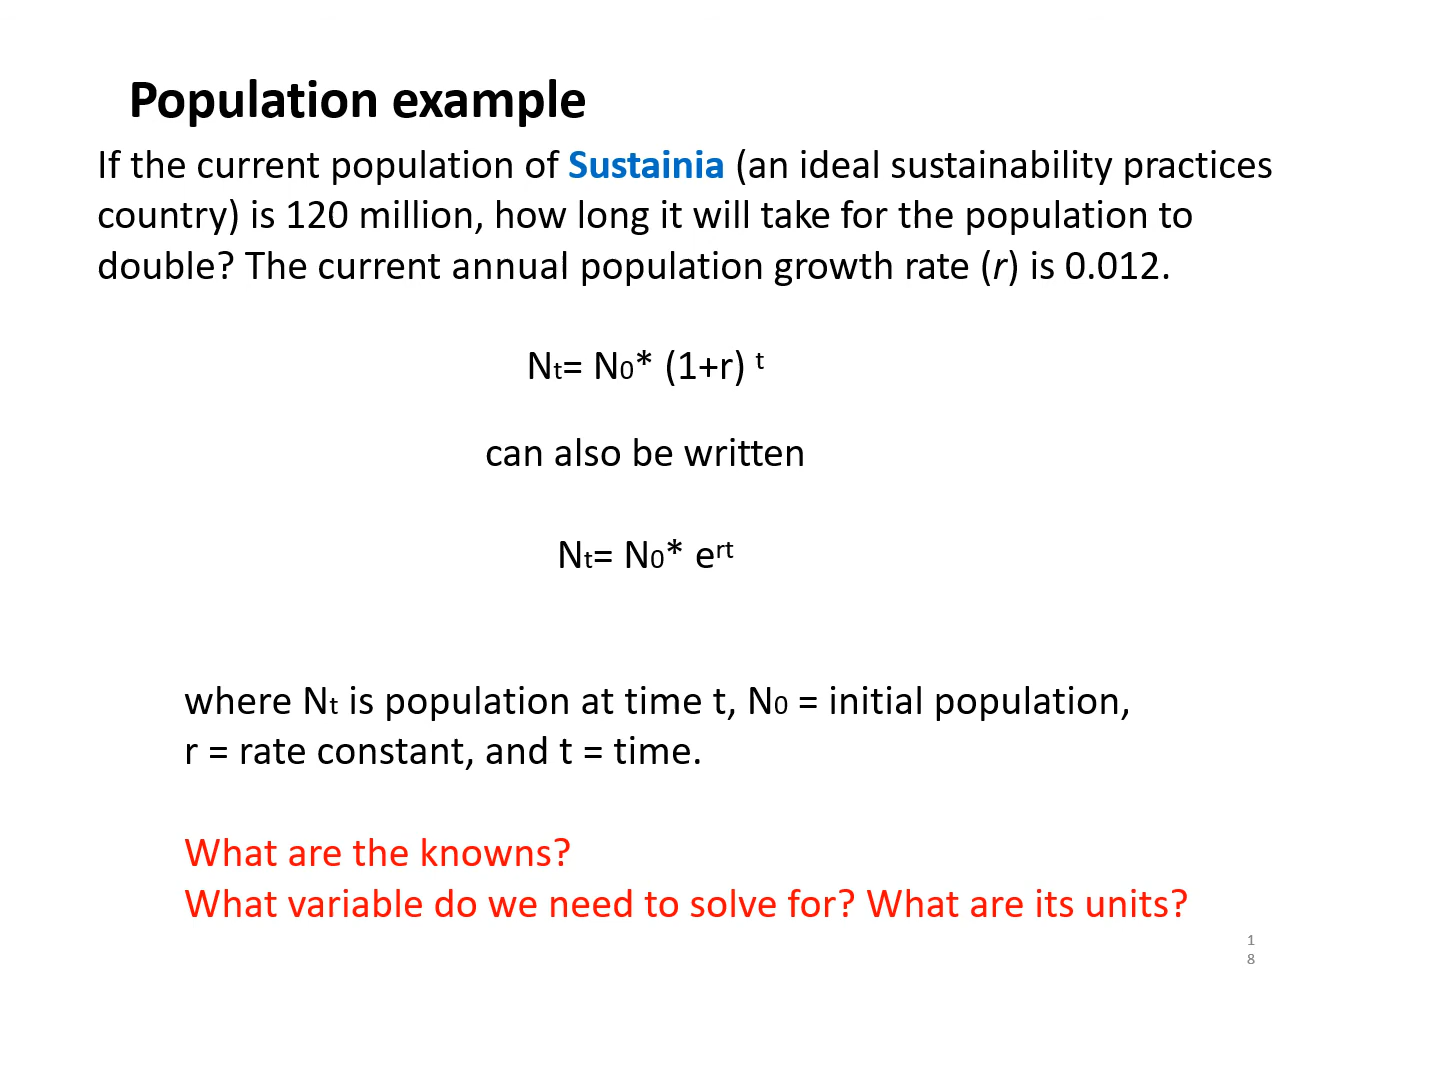 Population example
If the current population of Sustainia (an ideal sustainability practices
country) is 120 million, how long it will take for the population to
double? The current annual population growth rate (r) is 0.012.
Nt= N0* (1+r) t
can also be written
Nt= N0* ert
where Nt is population at time t, N0 = initial population,
r = rate constant, and t = time.
What are the knowns?
What variable do we need to solve for? What are its units?
1
8